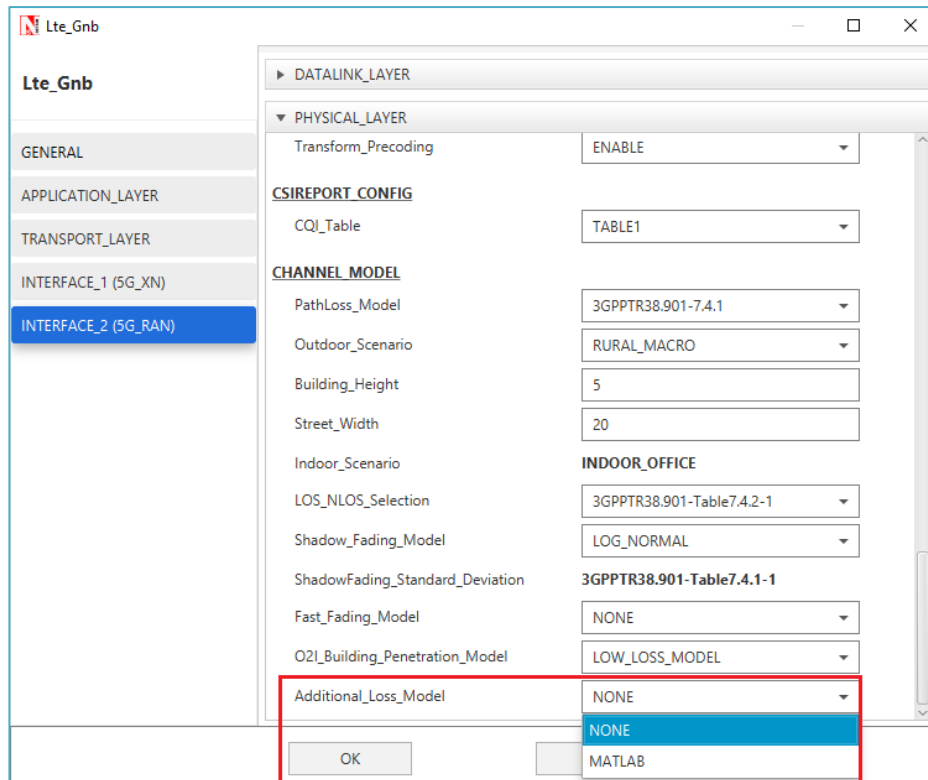 Lte_Gnb
Lte_Gnb
GENERAL
APPLICATION_LAYER
TRANSPORT_LAYER
INTERFACE_1 (5G_XN)
INTERFACE_2 (5G_RAN)
DATALINK_LAYER
PHYSICAL_LAYER
Transform_Precoding ENABLE
CSIREPORT_CONFIG
CQI_Table TABLE1
CHANNEL_MODEL
PathLoss_Model 3GPPTR38.901-7.4.1
Outdoor_Scenario RURAL_MACRO
Building_Height 5
Street_Width 20
Indoor_Scenario INDOOR_OFFICE
LOS_NLOS_Selection 3GPPTR38.901-Table7.4.2-1
Shadow_Fading_Model LOG_NORMAL
ShadowFading_Standard_Deviation 3GPPTR38.901-Table7.4.1-1
Fast_Fading_Model NONE
O2I_Building_Penetration_Model LOW_LOSS_MODEL
Additional_Loss_Model NONE
NONE
MATLAB
OK